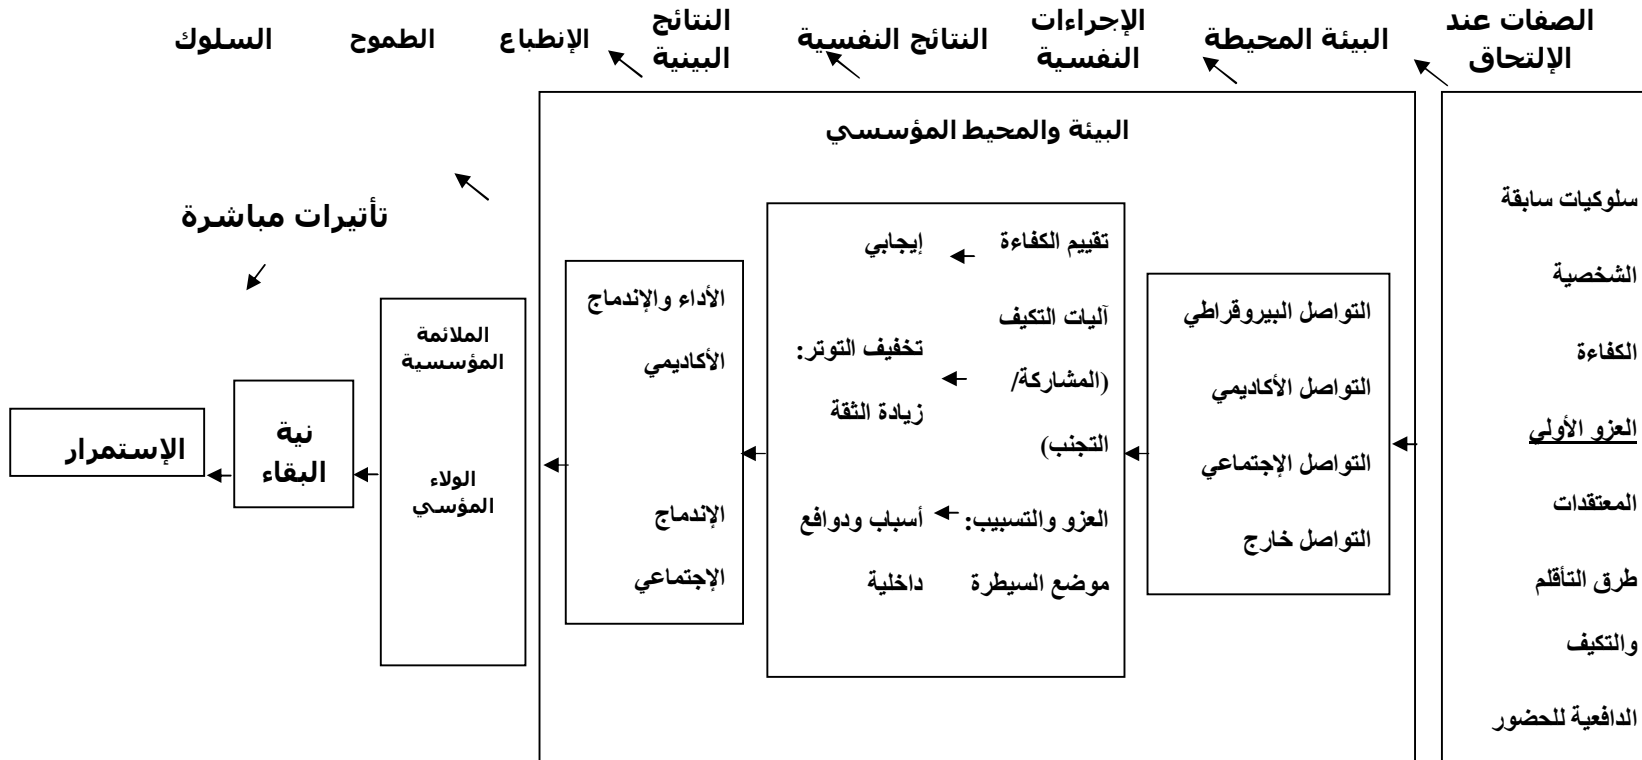 الصفات عند
الإلتحاق
البيئة المحيطة
الإجراءات
النفسية
النتائج النفسية
النتائج
البينية
الإنطباع
الطموح
السلوك
البيئة والمحيط المؤسسي
تأثيرات مباشرة
سلوكيات سابقة
الشخصية
الكفاءة
العزو الأولي
المعتقدات
طرق التأقلم
والتكيف
الدافعية للحضور
التواصل البيروقراطي
التواصل الأكاديمي
التواصل الإجتماعي
التواصل خارج
تقييم الكفاءة
آليات التكيف
(المشاركة/
التجنب)
العزو والتسبيب:
موضع السيطرة
إيجابي
تخفيف التوتر:
زيادة الثقة
أسباب ودوافع
داخلية
الأداء والإندماج
الأكاديمي
الإندماج
الإجتماعي
الملائمة
المؤسسية
الولاء
المؤسي
نية
البقاء
الإستمرار